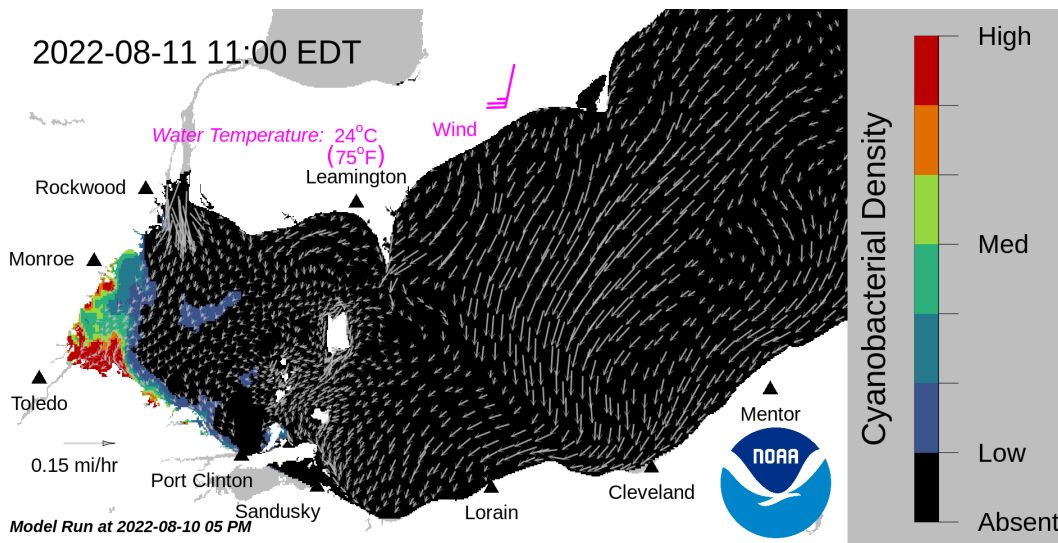 2022-08-11 11:00 EDT
High
Wind
Water Temperature: 24°C
(75°F)
Leamington
Rockwood
Cyanobacterial Density
Monroe
Med
Toledo
Mentor
NOAA
0.15 mi/hr
Low
Port Clinton
Cleveland
Sandusky
Lorain
Model Run at 2022-08-10 05 PM
Absent